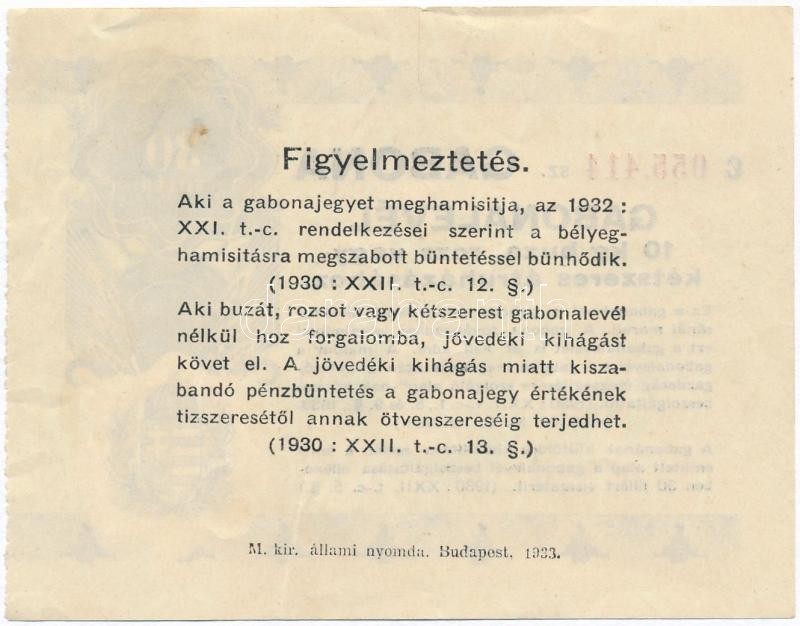 Figyelmeztetés.
Aki a gabonajegyet meghamisitja, az 1932 :
XXI. t.-c. rendelkezései szerint a bélyeg-
hamisitásra megszabott büntetéssel bünhődik.
(1930 : XXII. t.-c. 12. §.)
Aki buzát, rozsot vagy kétszerest gabonalevél
nélkül hoz forgalomba, jövedéki kihágást
követ el. A jövedéki kihágás miatt kisza-
bandó pénzbüntetés a gabonajegy értékének
tizszeresétől annak ötvenszereséig terjedhet.
(1930 : XXII. t.-c. 13. §.)
M. kir. állami nyomda. Budapest, 1933.
darabanth